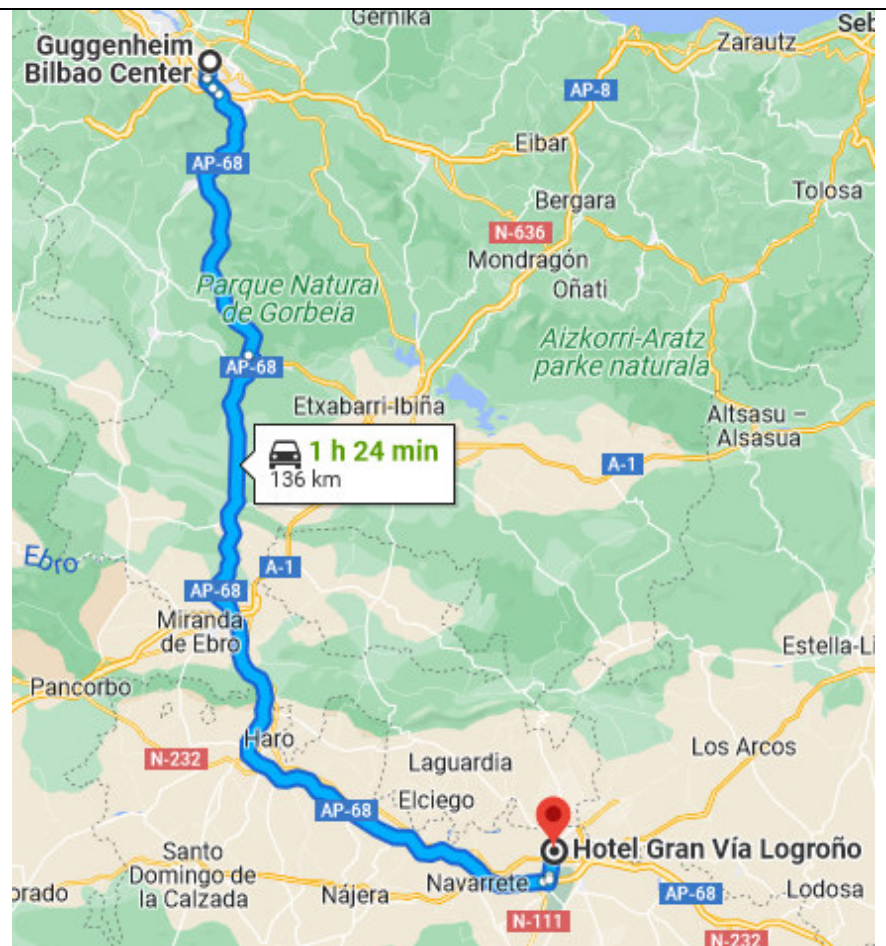 Gernika
Guggenheim
Bilbao Center
Zarautz
Seb
AP-8
Eibar
AP-68
Tolosa
Bergara
N-636
Mondragón
Oñati
Parque Natural
de Gorbeia
Aizkorri-Aratz
parke naturala
AP-68
Etxabarri-Ibiña
Altsasu –
Alsasua
1 h 24 min
136 km
A-1
Ebro
A-1
AP-68
Miranda
de Ebro
Estella-Li
Pancorbo
Haro
N-232
Laguardia
Los Arcos
Elciego
AP-68
Hotel Gran Vía Logroño
Santo
Domingo de
la Calzada
orado
Nájera
Navarrete
AP-68
Lodosa
N-111
N-232